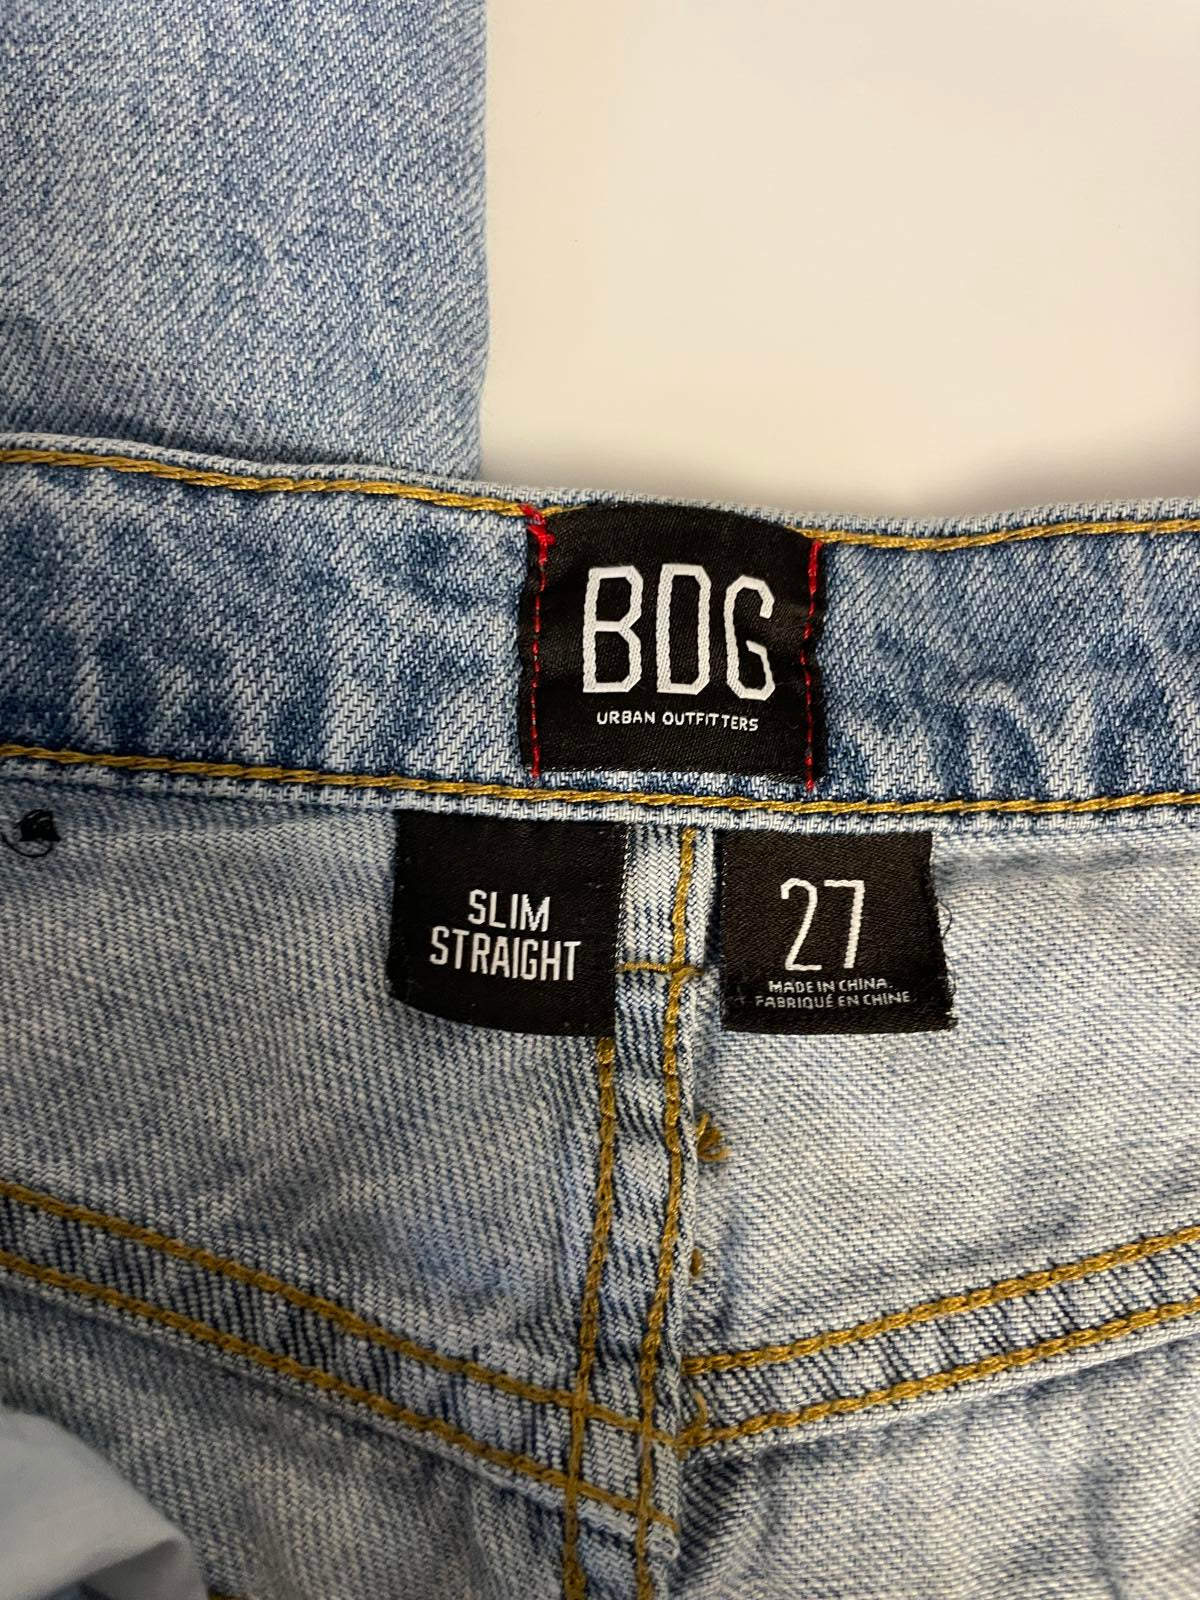 BDG
URBAN OUTFITTERS
SLIM
STRAIGHT
27
MADE IN CHINA.
FABRIQUÉ EN CHINE